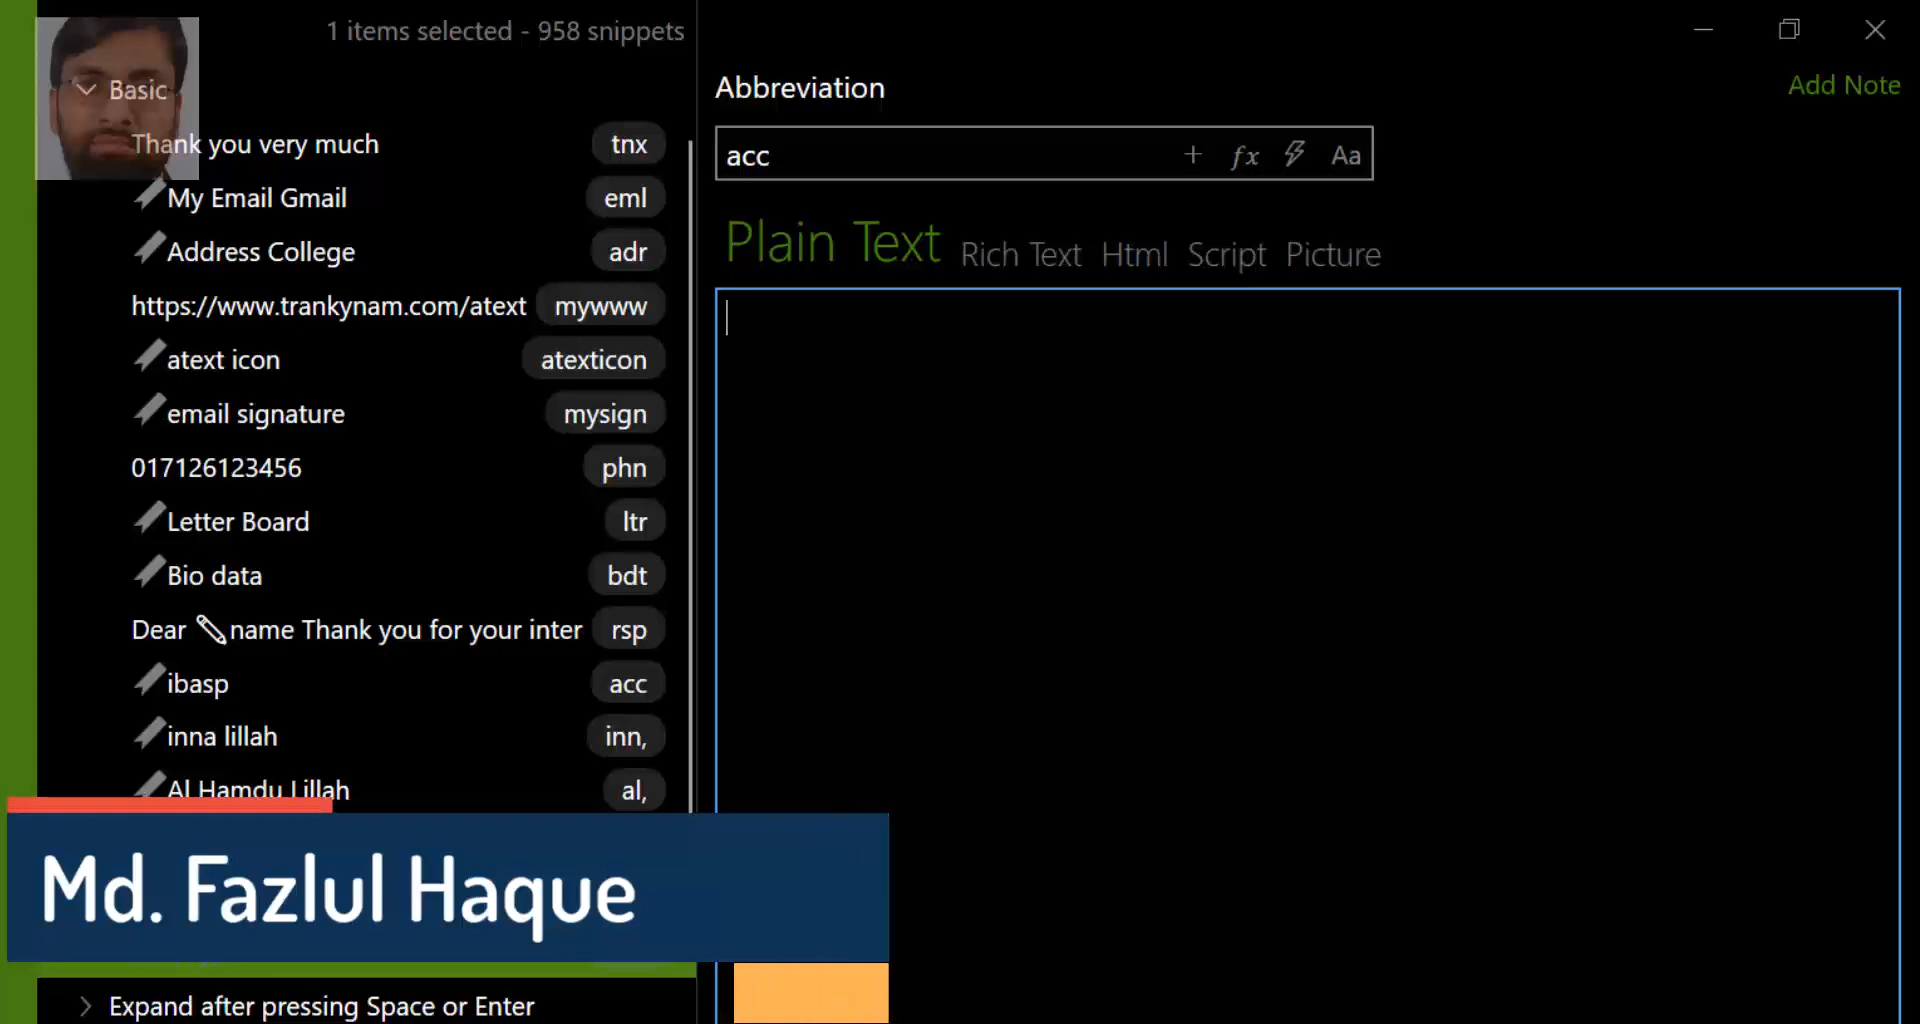 1 items selected - 958 snippets
Basic
Thank you very much tnx
My Email Gmail eml
Address College adr
https://www.trankynam.com/atext mywww
atext icon atexticon
email signature mysign
017126123456 phn
Letter Board ltr
Bio data bdt
Dear name Thank you for your inter rsp
ibasp acc
inna lillah inn,
Al Hamdu Lillah al,
Md. Fazlul Haque
Expand after pressing Space or Enter
Abbreviation Add Note
acc + ƒx Aa
Plain Text Rich Text Html Script Picture